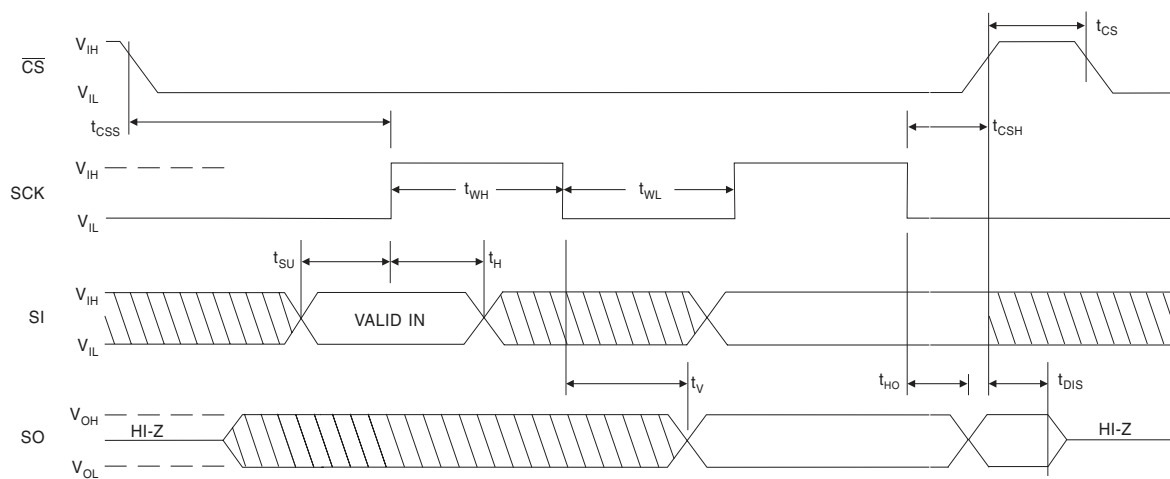 V_IH
t_CS
C̅S̅
V_IL
t_CSS
t_CSH
V_IH
SCK
t_WH
t_WL
V_IL
t_SU
t_H
V_IH
SI
VALID IN
V_IL
t_V
t_HO
t_DIS
V_OH
SO
HI-Z
HI-Z
V_OL